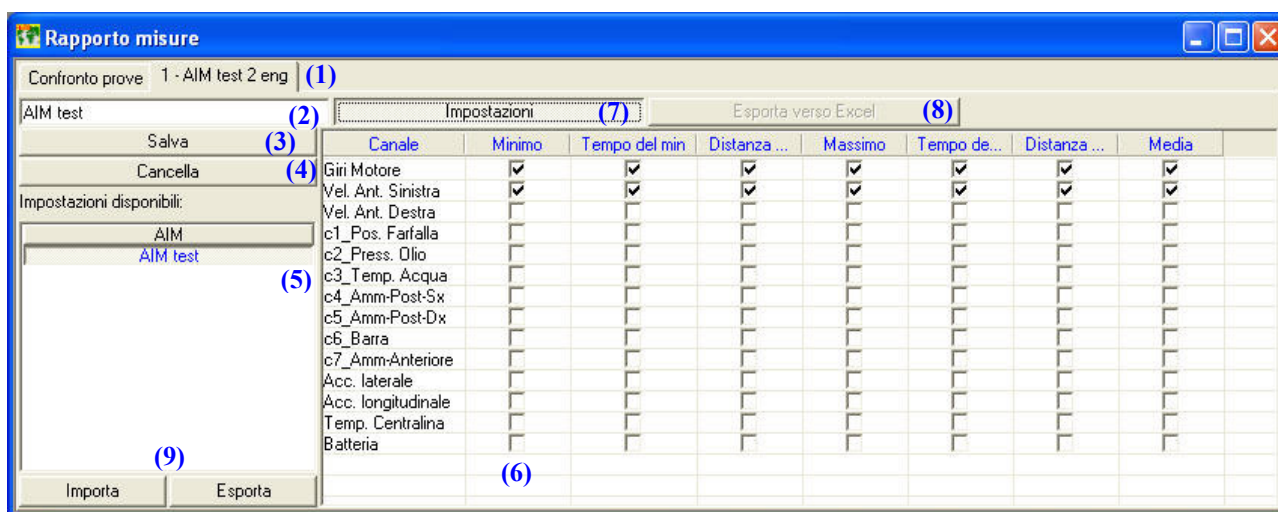 Rapporto misure
Confronto prove 1 - AIM test 2 eng (1)
AIM test (2) Impostazioni (7) Esporta verso Excel (8)
Salva (3) Canale Minimo Tempo del min Distanza ... Massimo Tempo de... Distanza ... Media
Cancella (4) Giri Motore
Vel. Ant. Sinistra
Impostazioni disponibili: Vel. Ant. Destra
AIM c1_Pos. Farfalla
AIM test c2_Press. Olio
(5) c3_Temp. Acqua
c4_Amm-Post-Sx
c5_Amm-Post-Dx
c6_Barra
c7_Amm-Anteriore
Acc. laterale
Acc. longitudinale
Temp. Centralina
(9) Batteria
(6)
Importa Esporta